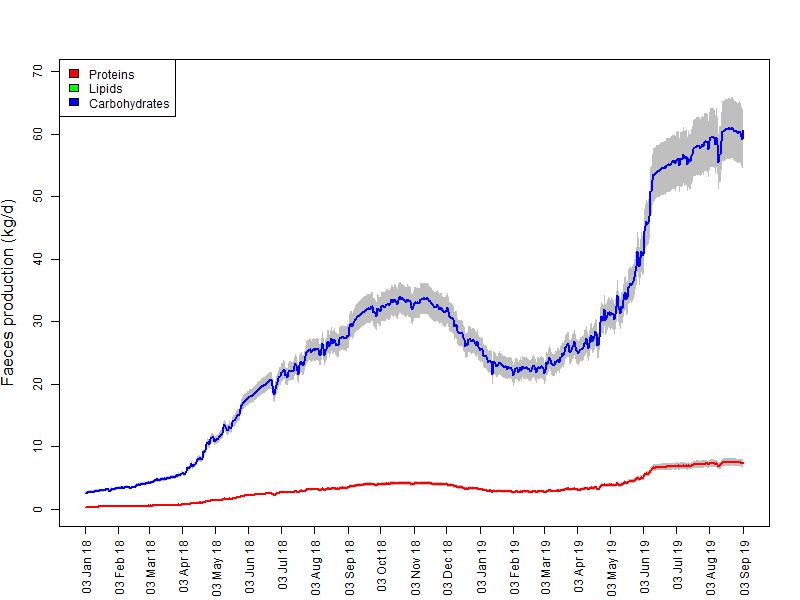 Proteins
Lipids
Carbohydrates
Faeces production (kg/d)
70
60
50
40
30
20
10
0
03 Jan 18
03 Feb 18
03 Mar 18
03 Apr 18
03 May 18
03 Jun 18
03 Jul 18
03 Aug 18
03 Sep 18
03 Oct 18
03 Nov 18
03 Dec 18
03 Jan 19
03 Feb 19
03 Mar 19
03 Apr 19
03 May 19
03 Jun 19
03 Jul 19
03 Aug 19
03 Sep 19